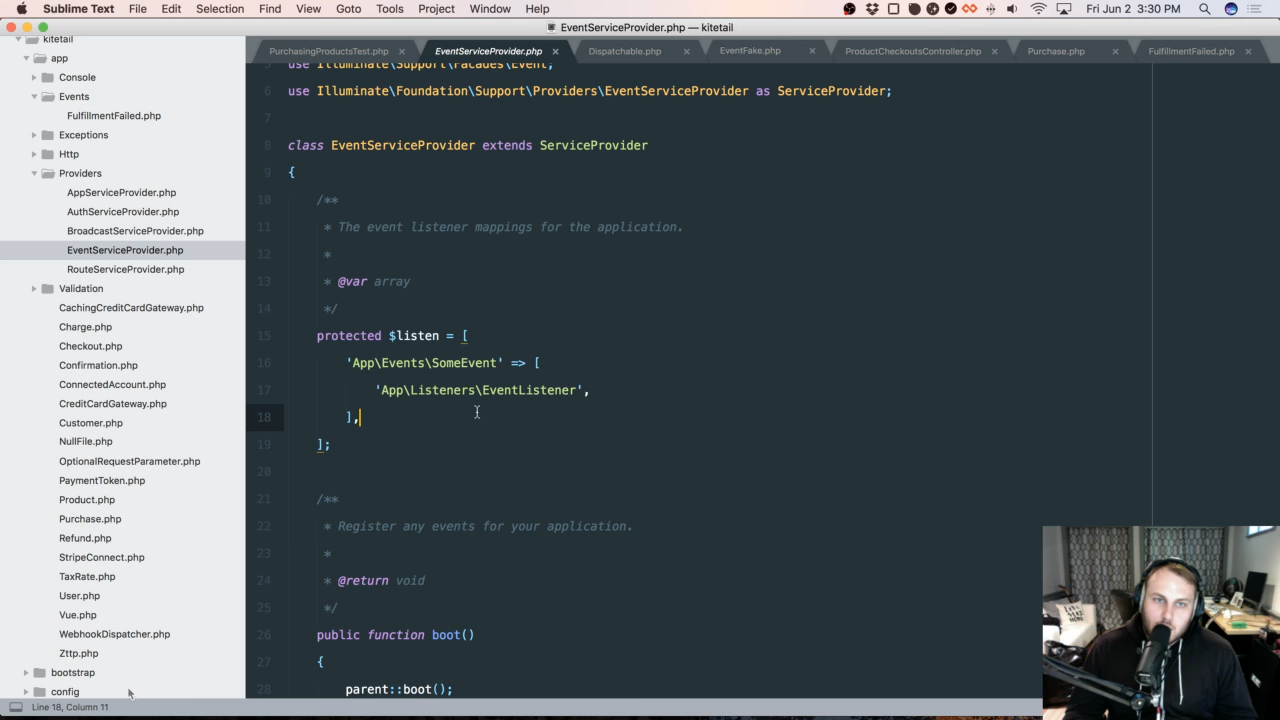 Sublime Text File Edit Selection Find View Goto Tools Project Window Help Fri Jun 2 3:30 PM
EventServiceProvider.php — kitetail
kitetail
app
Console
Events
FulfillmentFailed.php
Exceptions
Http
Providers
AppServiceProvider.php
AuthServiceProvider.php
BroadcastServiceProvider.php
EventServiceProvider.php
RouteServiceProvider.php
Validation
CachingCreditCardGateway.php
Charge.php
Checkout.php
Confirmation.php
ConnectedAccount.php
CreditCardGateway.php
Customer.php
NullFile.php
OptionalRequestParameter.php
PaymentToken.php
Product.php
Purchase.php
Refund.php
StripeConnect.php
TaxRate.php
User.php
Vue.php
WebhookDispatcher.php
Zttp.php
bootstrap
config
PurchasingProductsTest.php × EventServiceProvider.php × Dispatchable.php × EventFake.php × ProductCheckoutsController.php × Purchase.php × FulfillmentFailed.php ×
5 use Illuminate\Support\Facades\Event;
6 use Illuminate\Foundation\Support\Providers\EventServiceProvider as ServiceProvider;
7
8 class EventServiceProvider extends ServiceProvider
9 {
10 /**
11 * The event listener mappings for the application.
12 *
13 * @var array
14 */
15 protected $listen = [
16 'App\Events\SomeEvent' => [
17 'App\Listeners\EventListener',
18 ],
19 ];
20
21 /**
22 * Register any events for your application.
23 *
24 * @return void
25 */
26 public function boot()
27 {
28 parent::boot();
Line 18, Column 11